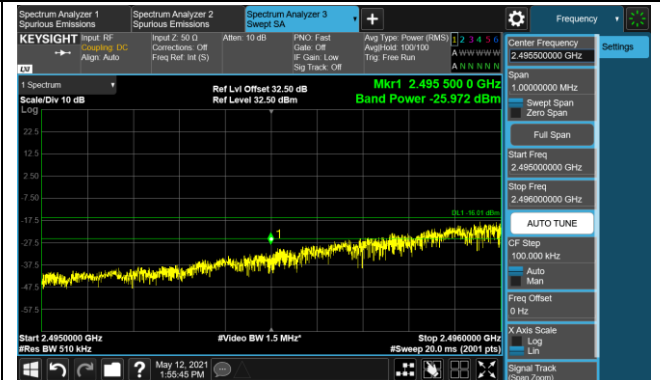 Spectrum Analyzer 1
Spurious Emissions
Spectrum Analyzer 2
Spurious Emissions
Spectrum Analyzer 3
Swept SA
Frequency
KEYSIGHT
Input: RF
Coupling: DC
Align: Auto
Input Z: 50 Ω
Corrections: Off
Freq Ref: Int (S)
Atten: 10 dB
PNO: Fast
Gate: Off
IF Gain: Low
Sig Track: Off
Avg Type: Power (RMS)
Avg|Hold: 100/100
Trig: Free Run
1 2 3 4 5 6
A W W W W W
A N N N N N
LXI
1 Spectrum
Scale/Div 10 dB
Log
Ref Lvl Offset 32.50 dB
Ref Level 32.50 dBm
Mkr1 2.495 500 0 GHz
Band Power -25.972 dBm
22.5
12.5
2.50
-7.50
-17.5
-27.5
-37.5
-47.5
-57.5
DL1 -16.01 dBm
1
Start 2.4950000 GHz
#Res BW 510 kHz
#Video BW 1.5 MHz*
Stop 2.4960000 GHz
#Sweep 20.0 ms (2001 pts)
May 12, 2021
1:55:45 PM
Center Frequency
2.495500000 GHz
Settings
Span
1.00000000 MHz
Swept Span
Zero Span
Full Span
Start Freq
2.495000000 GHz
Stop Freq
2.496000000 GHz
AUTO TUNE
CF Step
100.000 kHz
Auto
Man
Freq Offset
0 Hz
X Axis Scale
Log
Lin
Signal Track
(Span Zoom)